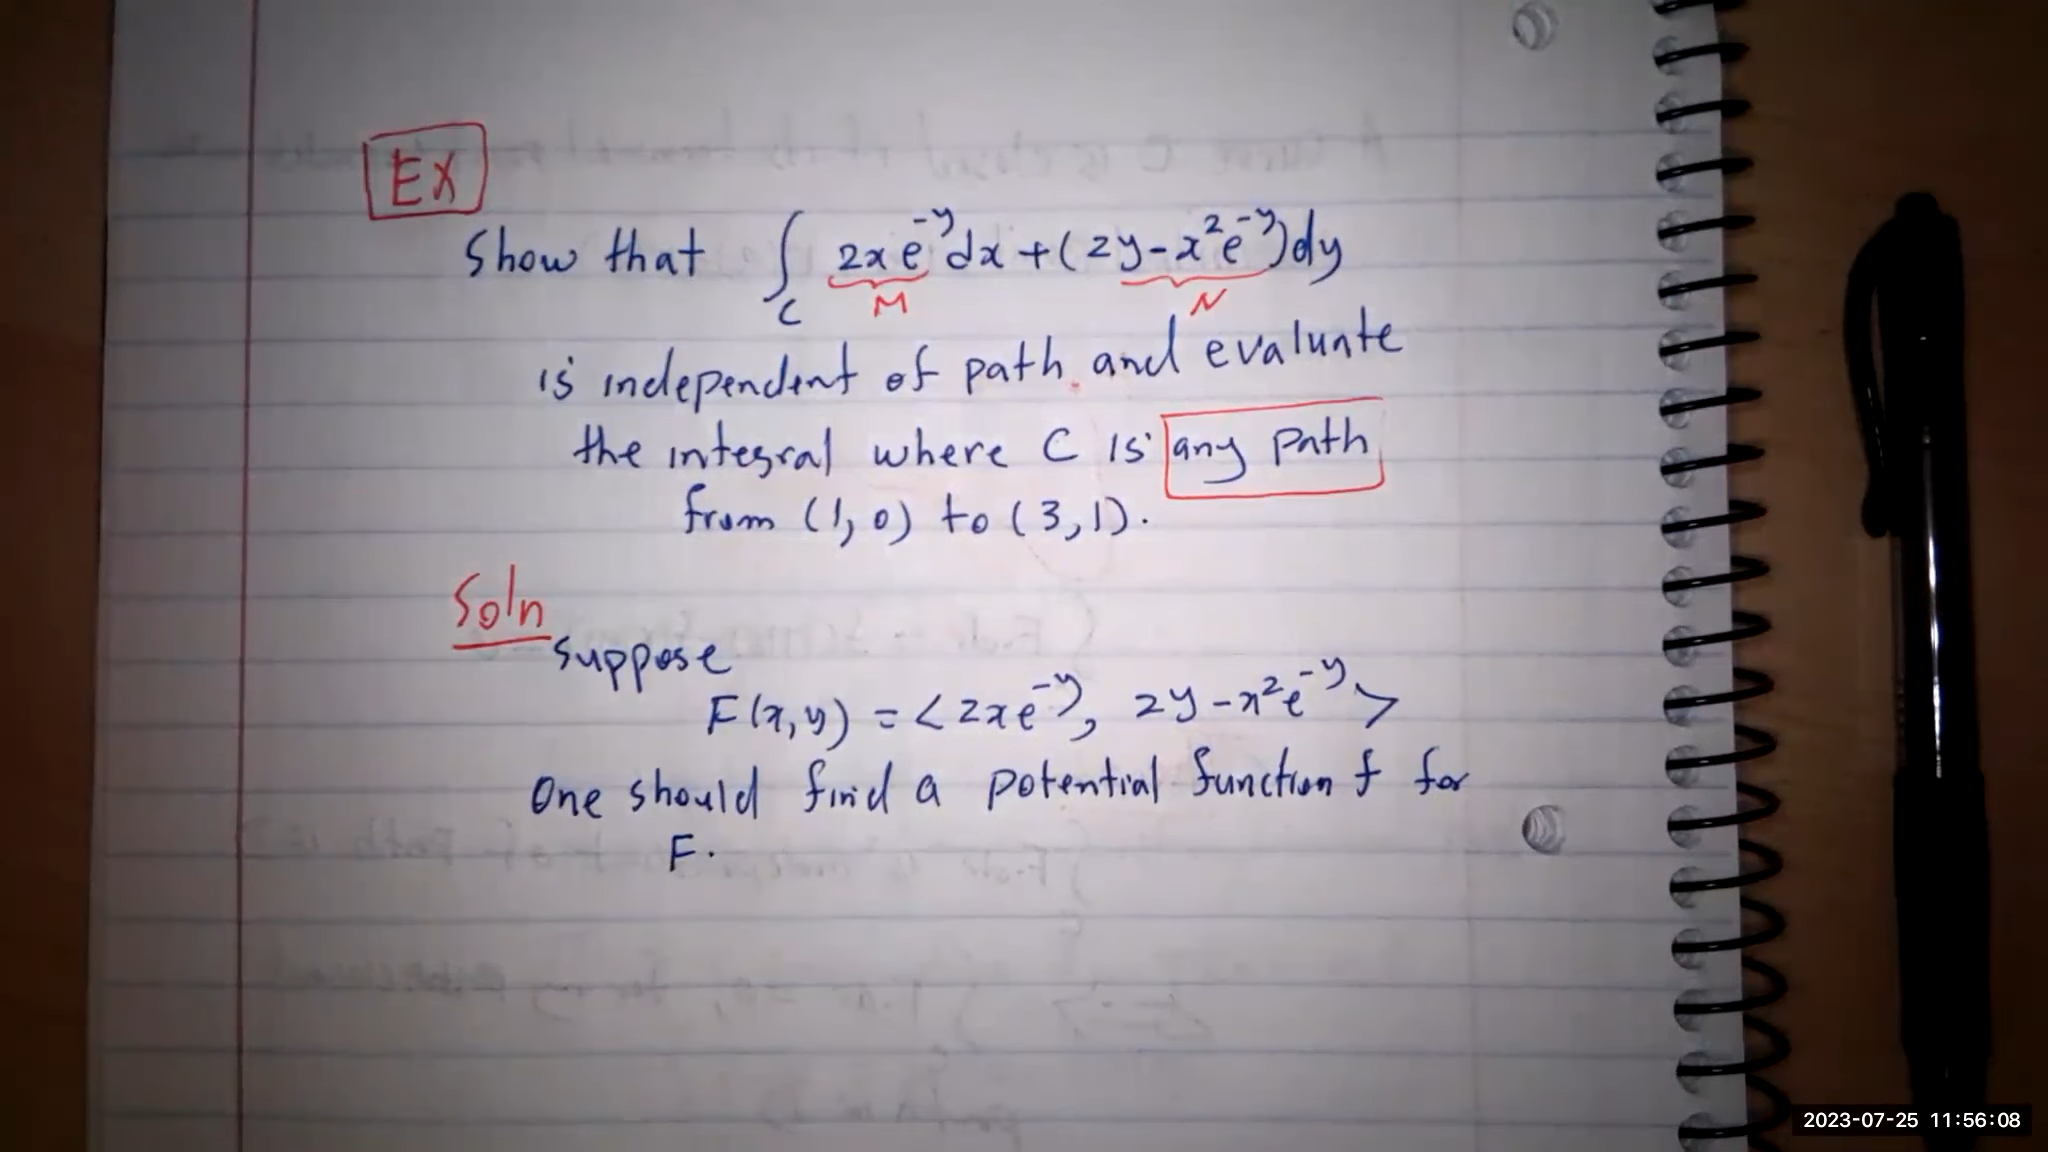 EX
Show that ∫_C 2xe^{-y}dx+(2y-x²e^{-y})dy
M N
is independent of path and evaluate
the integral where C is any path
from (1,0) to (3,1).
Soln
suppose
F(x,y) = <2xe^{-y}, 2y-x²e^{-y}>
One should find a potential function f for
F.
2023-07-25 11:56:08